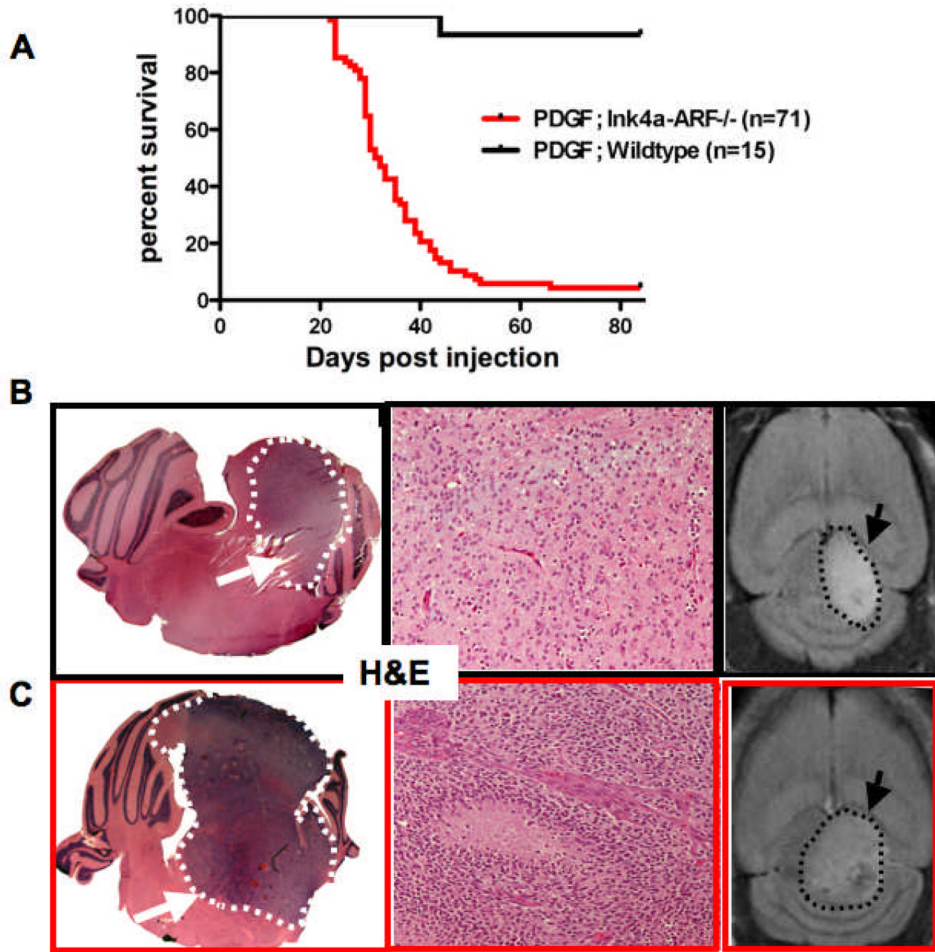 A
100
80
60
40
20
0
percent survival
0 20 40 60 80
Days post injection
PDGF; Ink4a-ARF-/- (n=71)
PDGF; Wildtype (n=15)
B
H&E
C